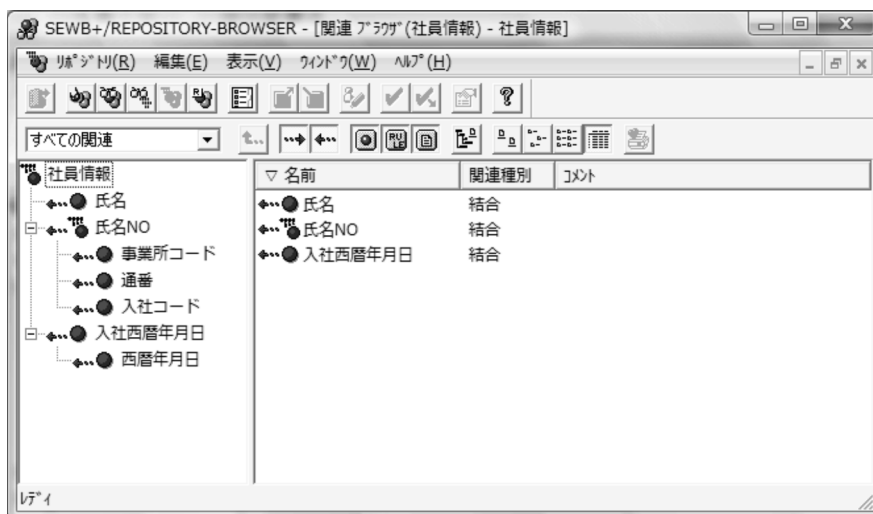 SEWB+/REPOSITORY-BROWSER - [関連 ﾌﾞﾗｳｻﾞ(社員情報) - 社員情報]
ﾘﾎﾟｼﾞﾄﾘ(R) 編集(E) 表示(V) ｳｨﾝﾄﾞｳ(W) ﾍﾙﾌﾟ(H)
すべての関連
社員情報
氏名
氏名NO
事業所コード
通番
入社コード
入社西暦年月日
西暦年月日
名前 関連種別 ｺﾒﾝﾄ
氏名 結合
氏名NO 結合
入社西暦年月日 結合
ﾚﾃﾞｨ